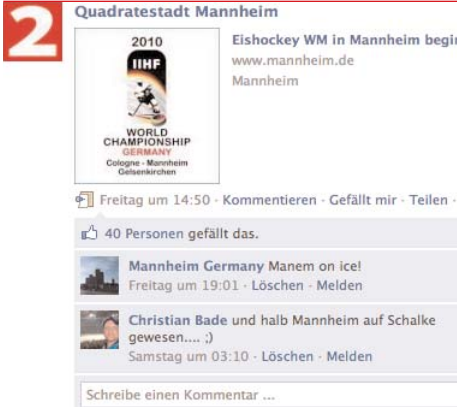 2
Quadratestadt Mannheim
2010
IIHF
WORLD
CHAMPIONSHIP
GERMANY
Cologne - Mannheim
Gelsenkirchen
Eishockey WM in Mannheim begin
www.mannheim.de
Mannheim
Freitag um 14:50 · Kommentieren · Gefällt mir · Teilen ·
40 Personen gefällt das.
Mannheim Germany Manem on ice!
Freitag um 19:01 · Löschen · Melden
Christian Bade und halb Mannheim auf Schalke
gewesen.... ;)
Samstag um 03:10 · Löschen · Melden
Schreibe einen Kommentar ...